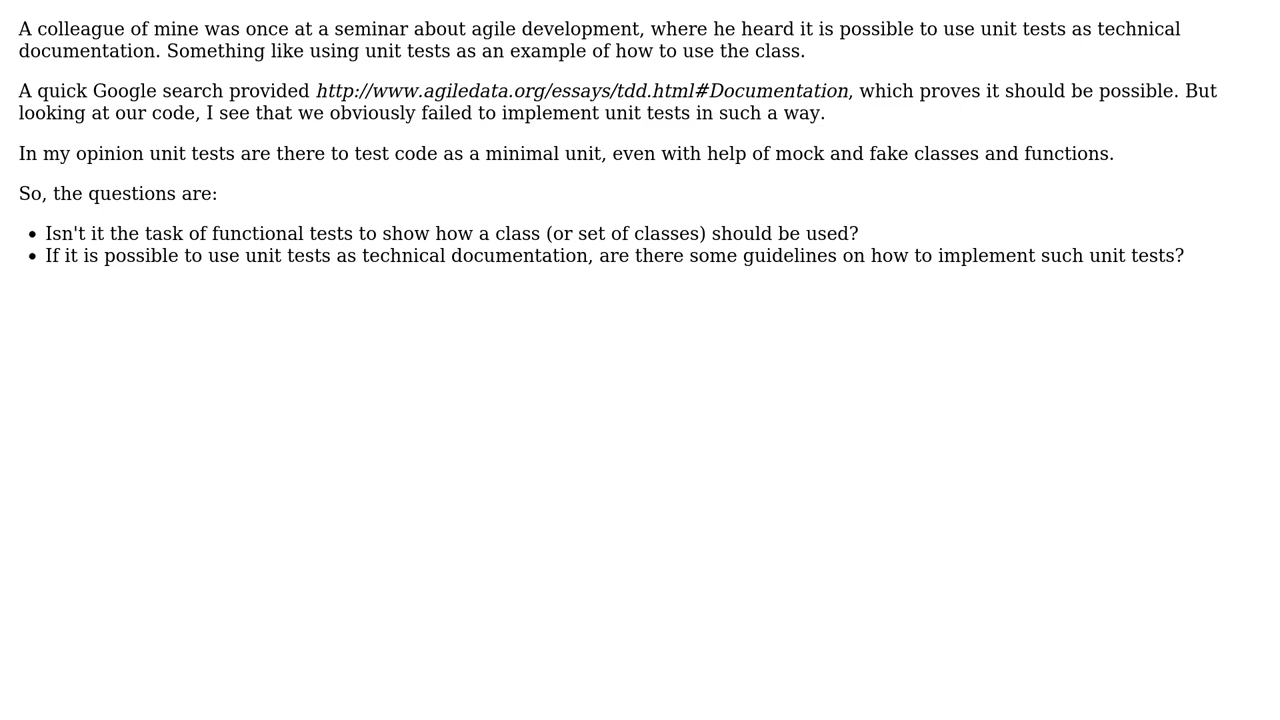 A colleague of mine was once at a seminar about agile development, where he heard it is possible to use unit tests as technical
documentation. Something like using unit tests as an example of how to use the class.
A quick Google search provided http://www.agiledata.org/essays/tdd.html#Documentation, which proves it should be possible. But
looking at our code, I see that we obviously failed to implement unit tests in such a way.
In my opinion unit tests are there to test code as a minimal unit, even with help of mock and fake classes and functions.
So, the questions are:
• Isn't it the task of functional tests to show how a class (or set of classes) should be used?
• If it is possible to use unit tests as technical documentation, are there some guidelines on how to implement such unit tests?